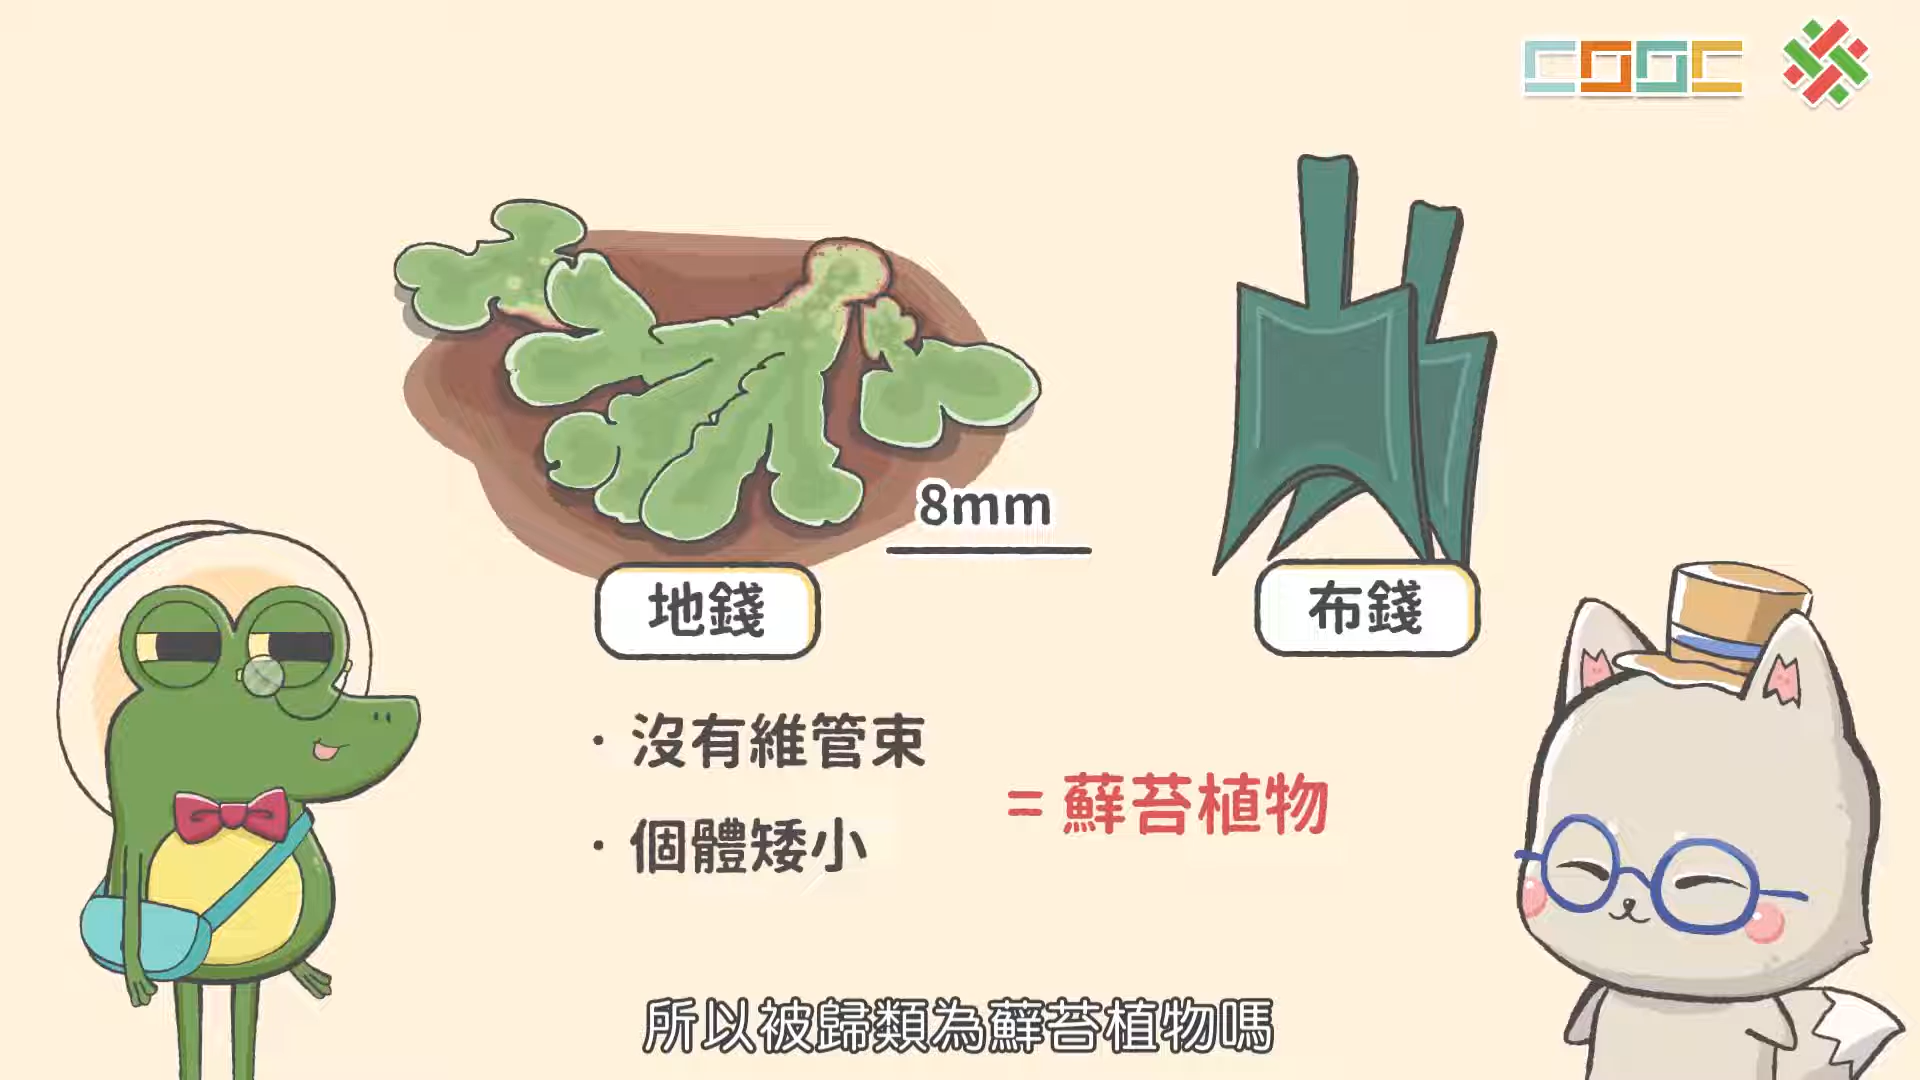 COOC
8mm
地錢
布錢
· 沒有維管束
· 個體矮小
= 蘚苔植物
所以被歸類為蘚苔植物嗎